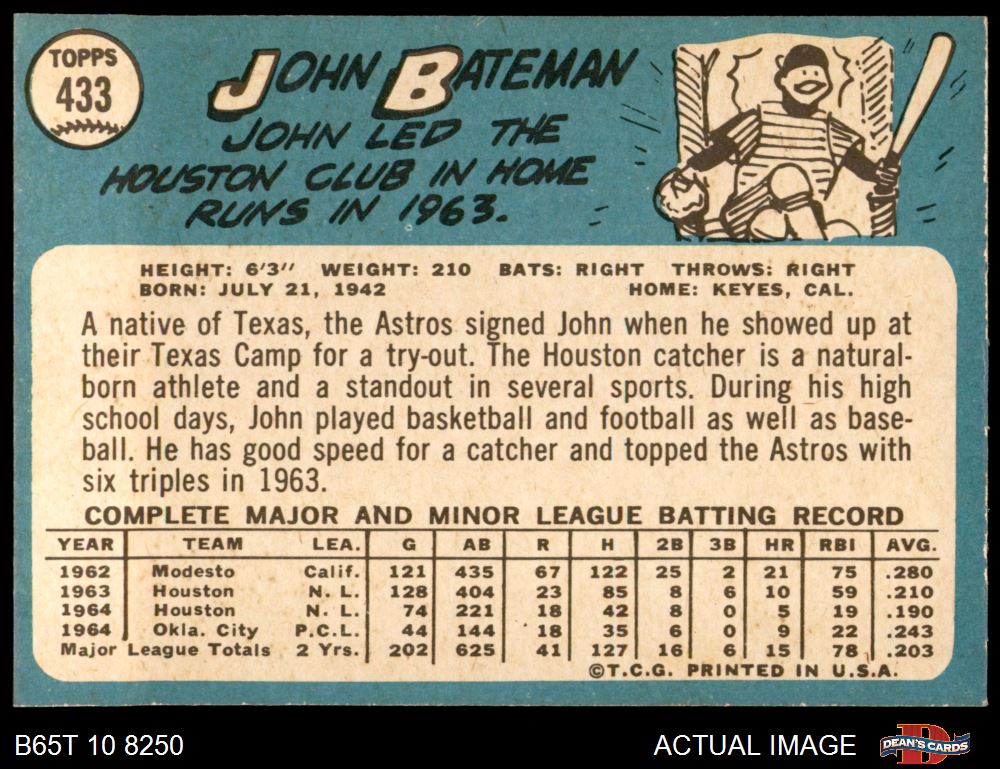 TOPPS
433
JOHN BATEMAN
JOHN LED THE
HOUSTON CLUB IN HOME
RUNS IN 1963.
HEIGHT: 6'3" WEIGHT: 210 BATS: RIGHT THROWS: RIGHT
BORN: JULY 21, 1942 HOME: KEYES, CAL.
A native of Texas, the Astros signed John when he showed up at
their Texas Camp for a try-out. The Houston catcher is a natural-
born athlete and a standout in several sports. During his high
school days, John played basketball and football as well as base-
ball. He has good speed for a catcher and topped the Astros with
six triples in 1963.
COMPLETE MAJOR AND MINOR LEAGUE BATTING RECORD
YEAR TEAM LEA. G AB R H 2B 3B HR RBI AVG.
1962 Modesto Calif. 121 435 67 122 25 2 21 75 .280
1963 Houston N. L. 128 404 23 85 8 6 10 59 .210
1964 Houston N. L. 74 221 18 42 8 0 5 19 .190
1964 Okla. City P.C.L. 44 144 18 35 6 0 9 22 .243
Major League Totals 2 Yrs. 202 625 41 127 16 6 15 78 .203
©T.C.G. PRINTED IN U.S.A.
B65T 10 8250 ACTUAL IMAGE DEAN'S CARDS